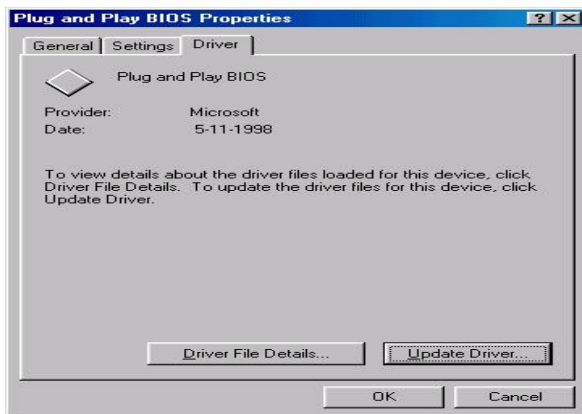 Plug and Play BIOS Properties
General Settings Driver
Plug and Play BIOS
Provider: Microsoft
Date: 5-11-1998
To view details about the driver files loaded for this device, click
Driver File Details. To update the driver files for this device, click
Update Driver.
Driver File Details... Update Driver...
OK Cancel